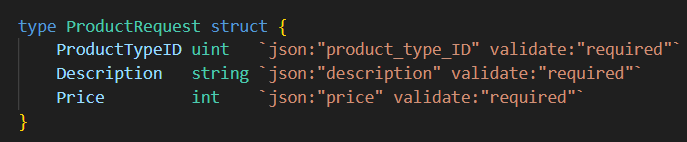 type ProductRequest struct {
    ProductTypeID uint   `json:"product_type_ID" validate:"required"`
    Description   string `json:"description" validate:"required"`
    Price         int    `json:"price" validate:"required"`
}